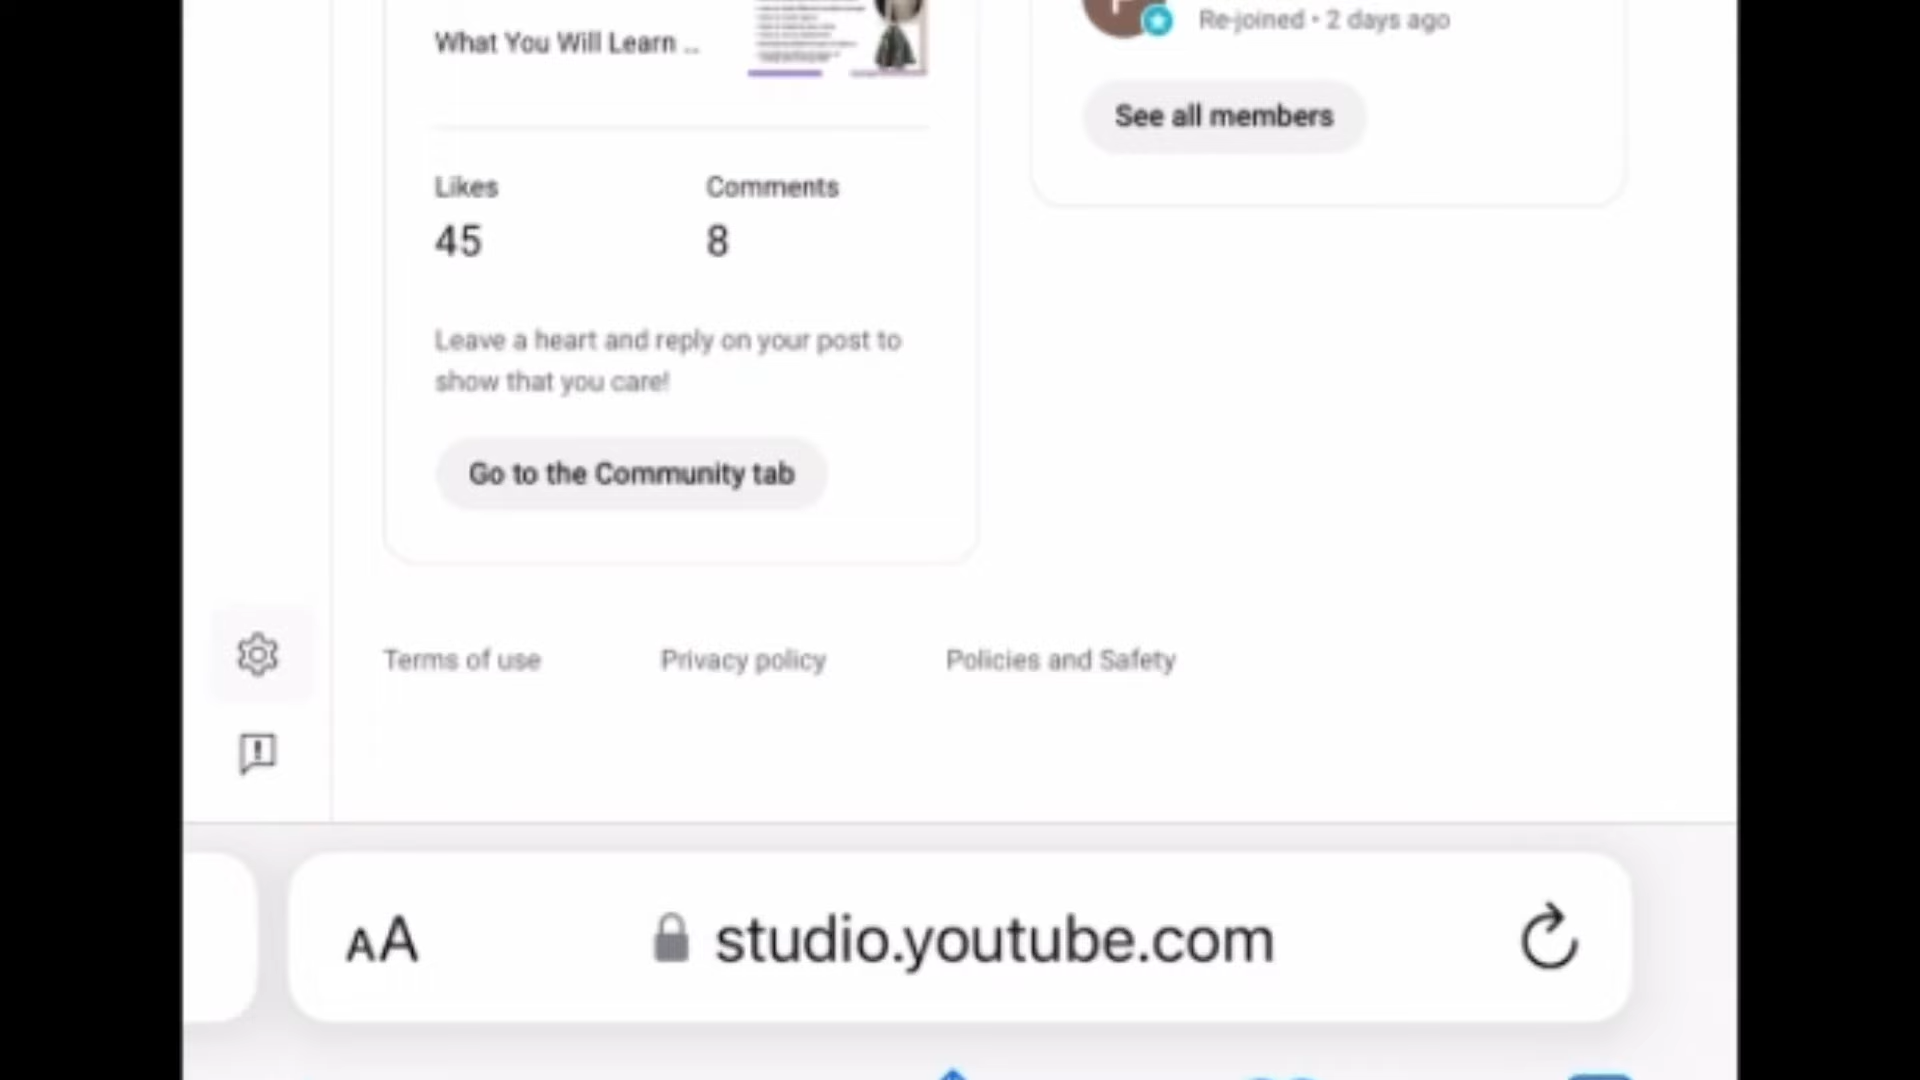 What You Will Learn ...
Re-joined • 2 days ago
See all members
Likes
Comments
45
8
Leave a heart and reply on your post to
show that you care!
Go to the Community tab
Terms of use
Privacy policy
Policies and Safety
AA
studio.youtube.com